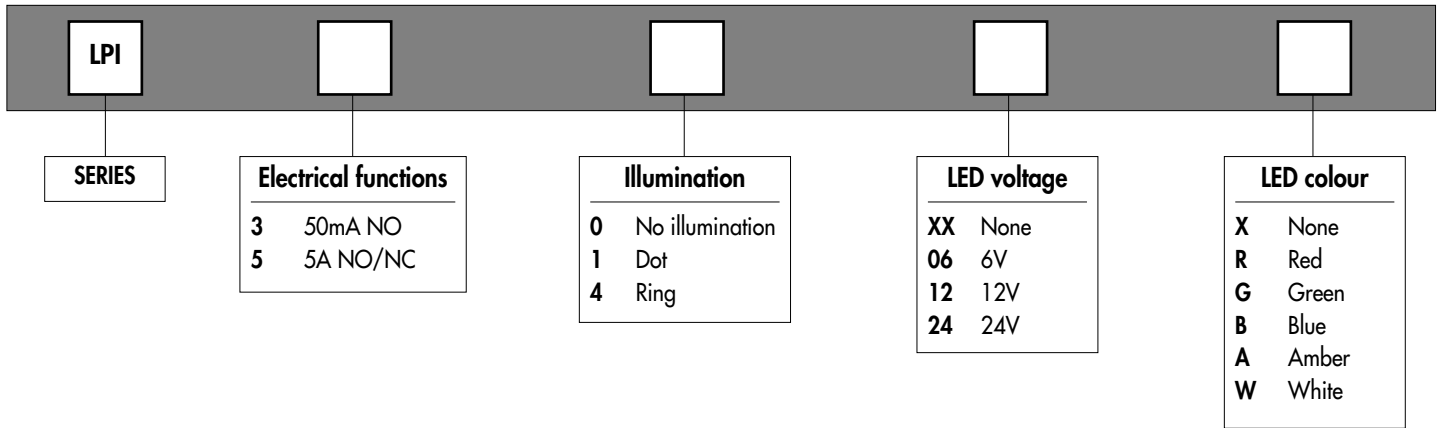 LPI
SERIES
Electrical functions
3 50mA NO
5 5A NO/NC
Illumination
0 No illumination
1 Dot
4 Ring
LED voltage
XX None
06 6V
12 12V
24 24V
LED colour
X None
R Red
G Green
B Blue
A Amber
W White